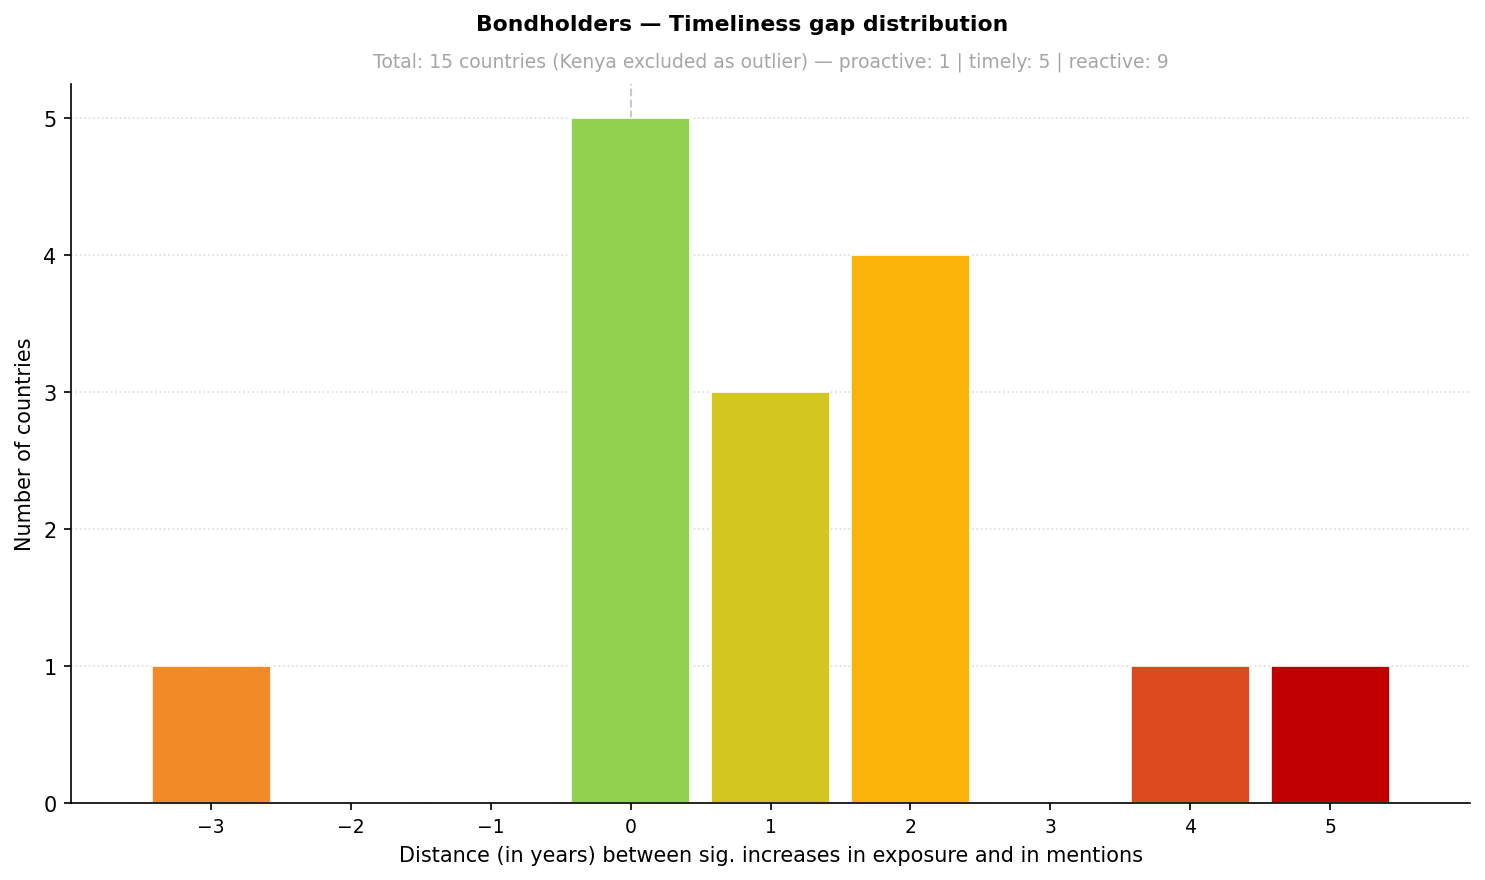 Bondholders — Timeliness gap distribution
Total: 15 countries (Kenya excluded as outlier) — proactive: 1 | timely: 5 | reactive: 9
Number of countries
5
4
3
2
1
0
−3 −2 −1 0 1 2 3 4 5
Distance (in years) between sig. increases in exposure and in mentions